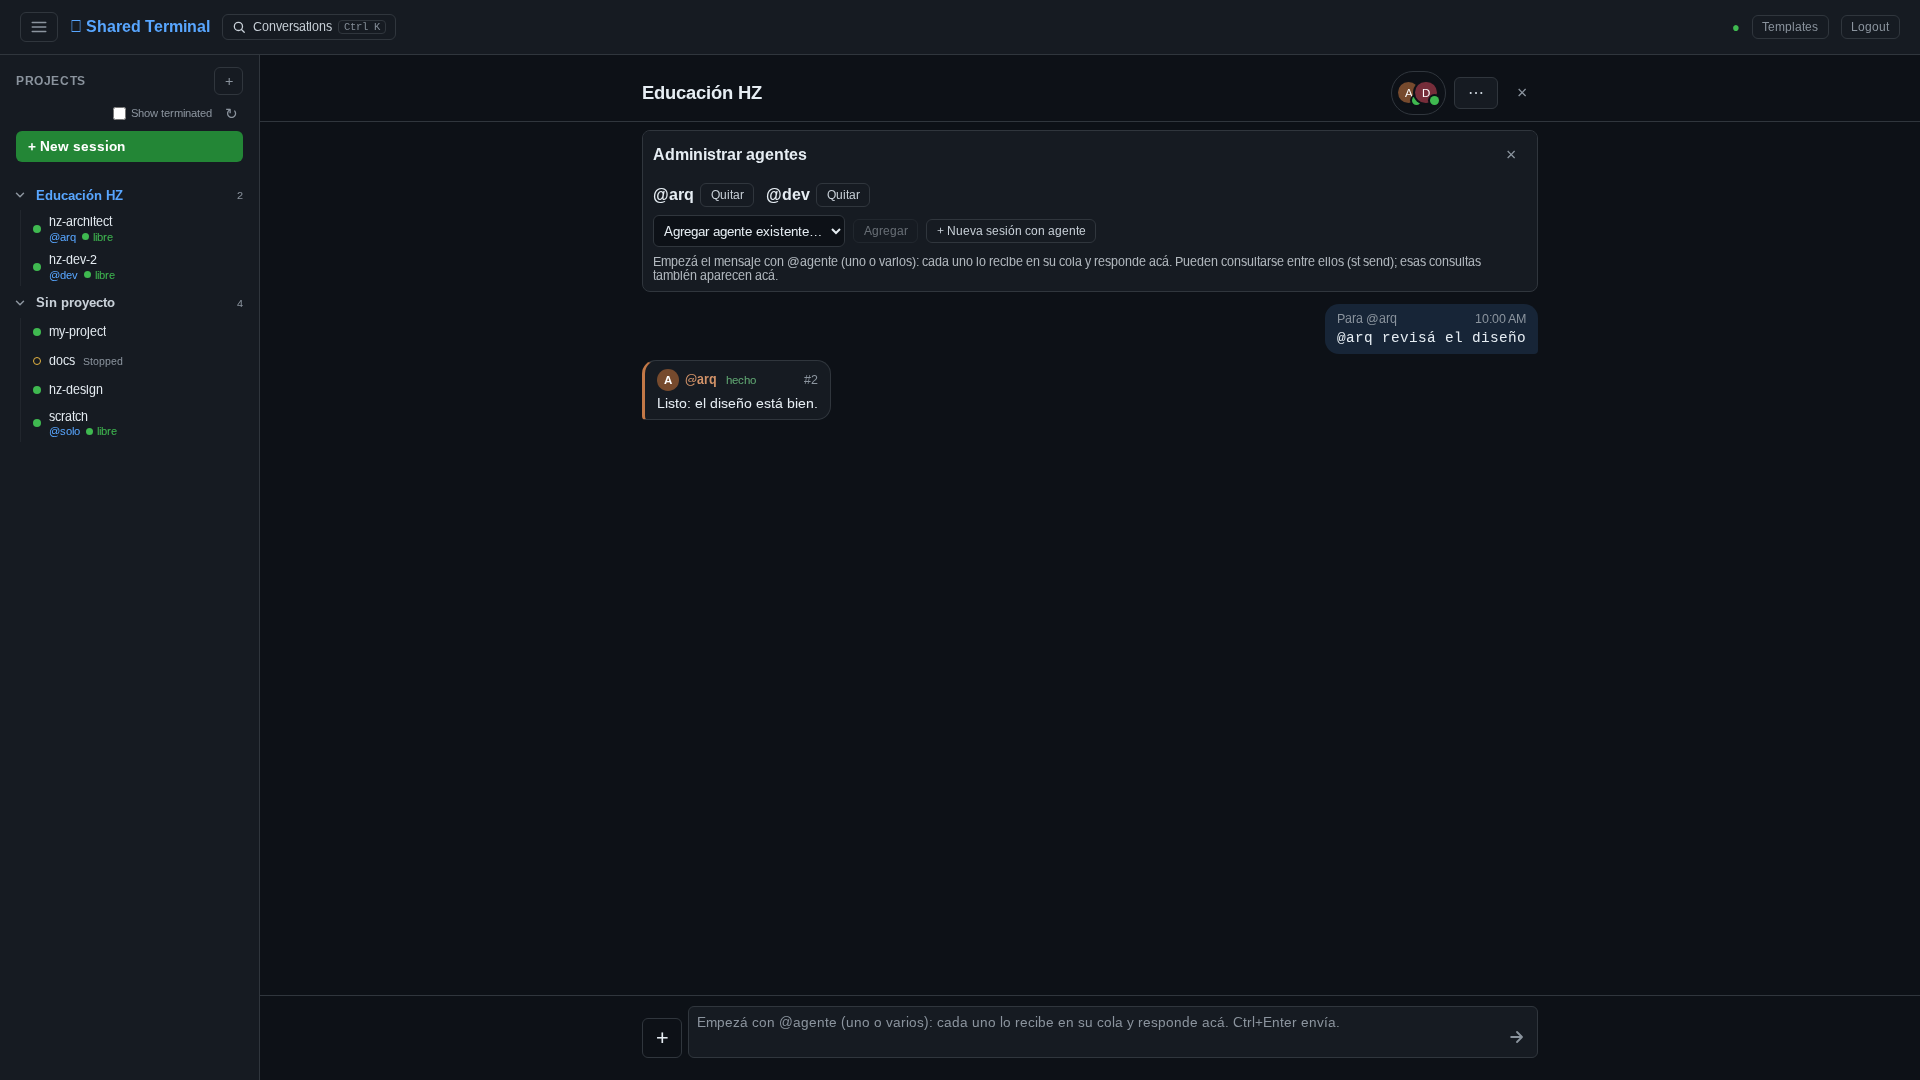 Shared Terminal
Conversations Ctrl K
Templates
Logout
PROJECTS
+
Show terminated ↻
+ New session
Educación HZ 2
hz-architect
@arq libre
hz-dev-2
@dev libre
Sin proyecto 4
my-project
docs Stopped
hz-design
scratch
@solo libre
Educación HZ
A D ⋯ ×
Administrar agentes ×
@arq Quitar @dev Quitar
Agregar agente existente… Agregar + Nueva sesión con agente
Empezá el mensaje con @agente (uno o varios): cada uno lo recibe en su cola y responde acá. Pueden consultarse entre ellos (st send); esas consultas
también aparecen acá.
Para @arq 10:00 AM
@arq revisá el diseño
A @arq hecho #2
Listo: el diseño está bien.
+
Empezá con @agente (uno o varios): cada uno lo recibe en su cola y responde acá. Ctrl+Enter envía.